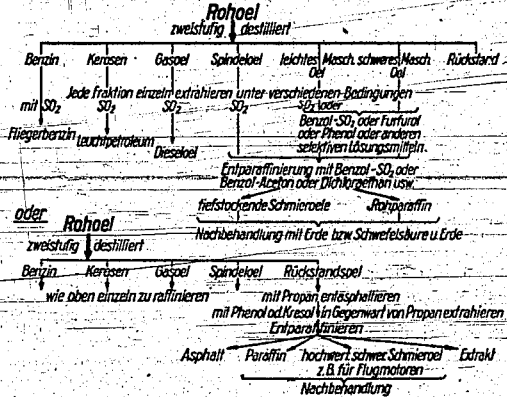 Rohoel
zweistufig destilliert
Benzin Kerosen Gasoel Spindeloel leichtes Masch. schweres Masch. Rückstand
Oel Oel
Jede Fraktion einzeln extrahieren unter verschiedenen Bedingungen
mit SO₂ SO₂ SO₂ SO₂ SO₂ oder
Fliegerbenzin Leuchtpetroleum Dieseloel
Benzol-SO₂ oder Furfurol
oder Phenol oder anderen
selektiven Lösungsmitteln.
Entparaffinierung mit Benzol-SO₂ oder
Benzol-Aceton oder Dichloraethan usw.
tiefstockende Schmieroele Rohparaffin
Nachbehandlung mit Erde bzw. Schwefelsäure u. Erde
oder
Rohoel
zweistufig destilliert
Benzin Kerosen Gasoel Spindeloel Rückstandsoel
wie oben einzeln zu raffinieren
mit Propan entasphaltieren
mit Phenol od. Kresol in Gegenwart von Propan extrahieren
Entparaffinieren
Asphalt Paraffin hochwert. schwer. Schmieroel Extrakt
z.B. für Flugmotoren
Nachbehandlung